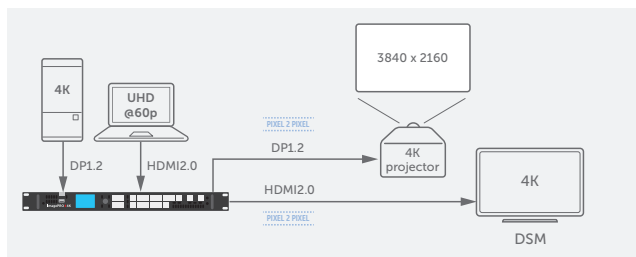 3840 x 2160
4K
UHD
@60p
PIXEL 2 PIXEL
DP1.2
HDMI2.0
DP1.2
4K
projector
HDMI2.0
4K
PIXEL 2 PIXEL
DSM